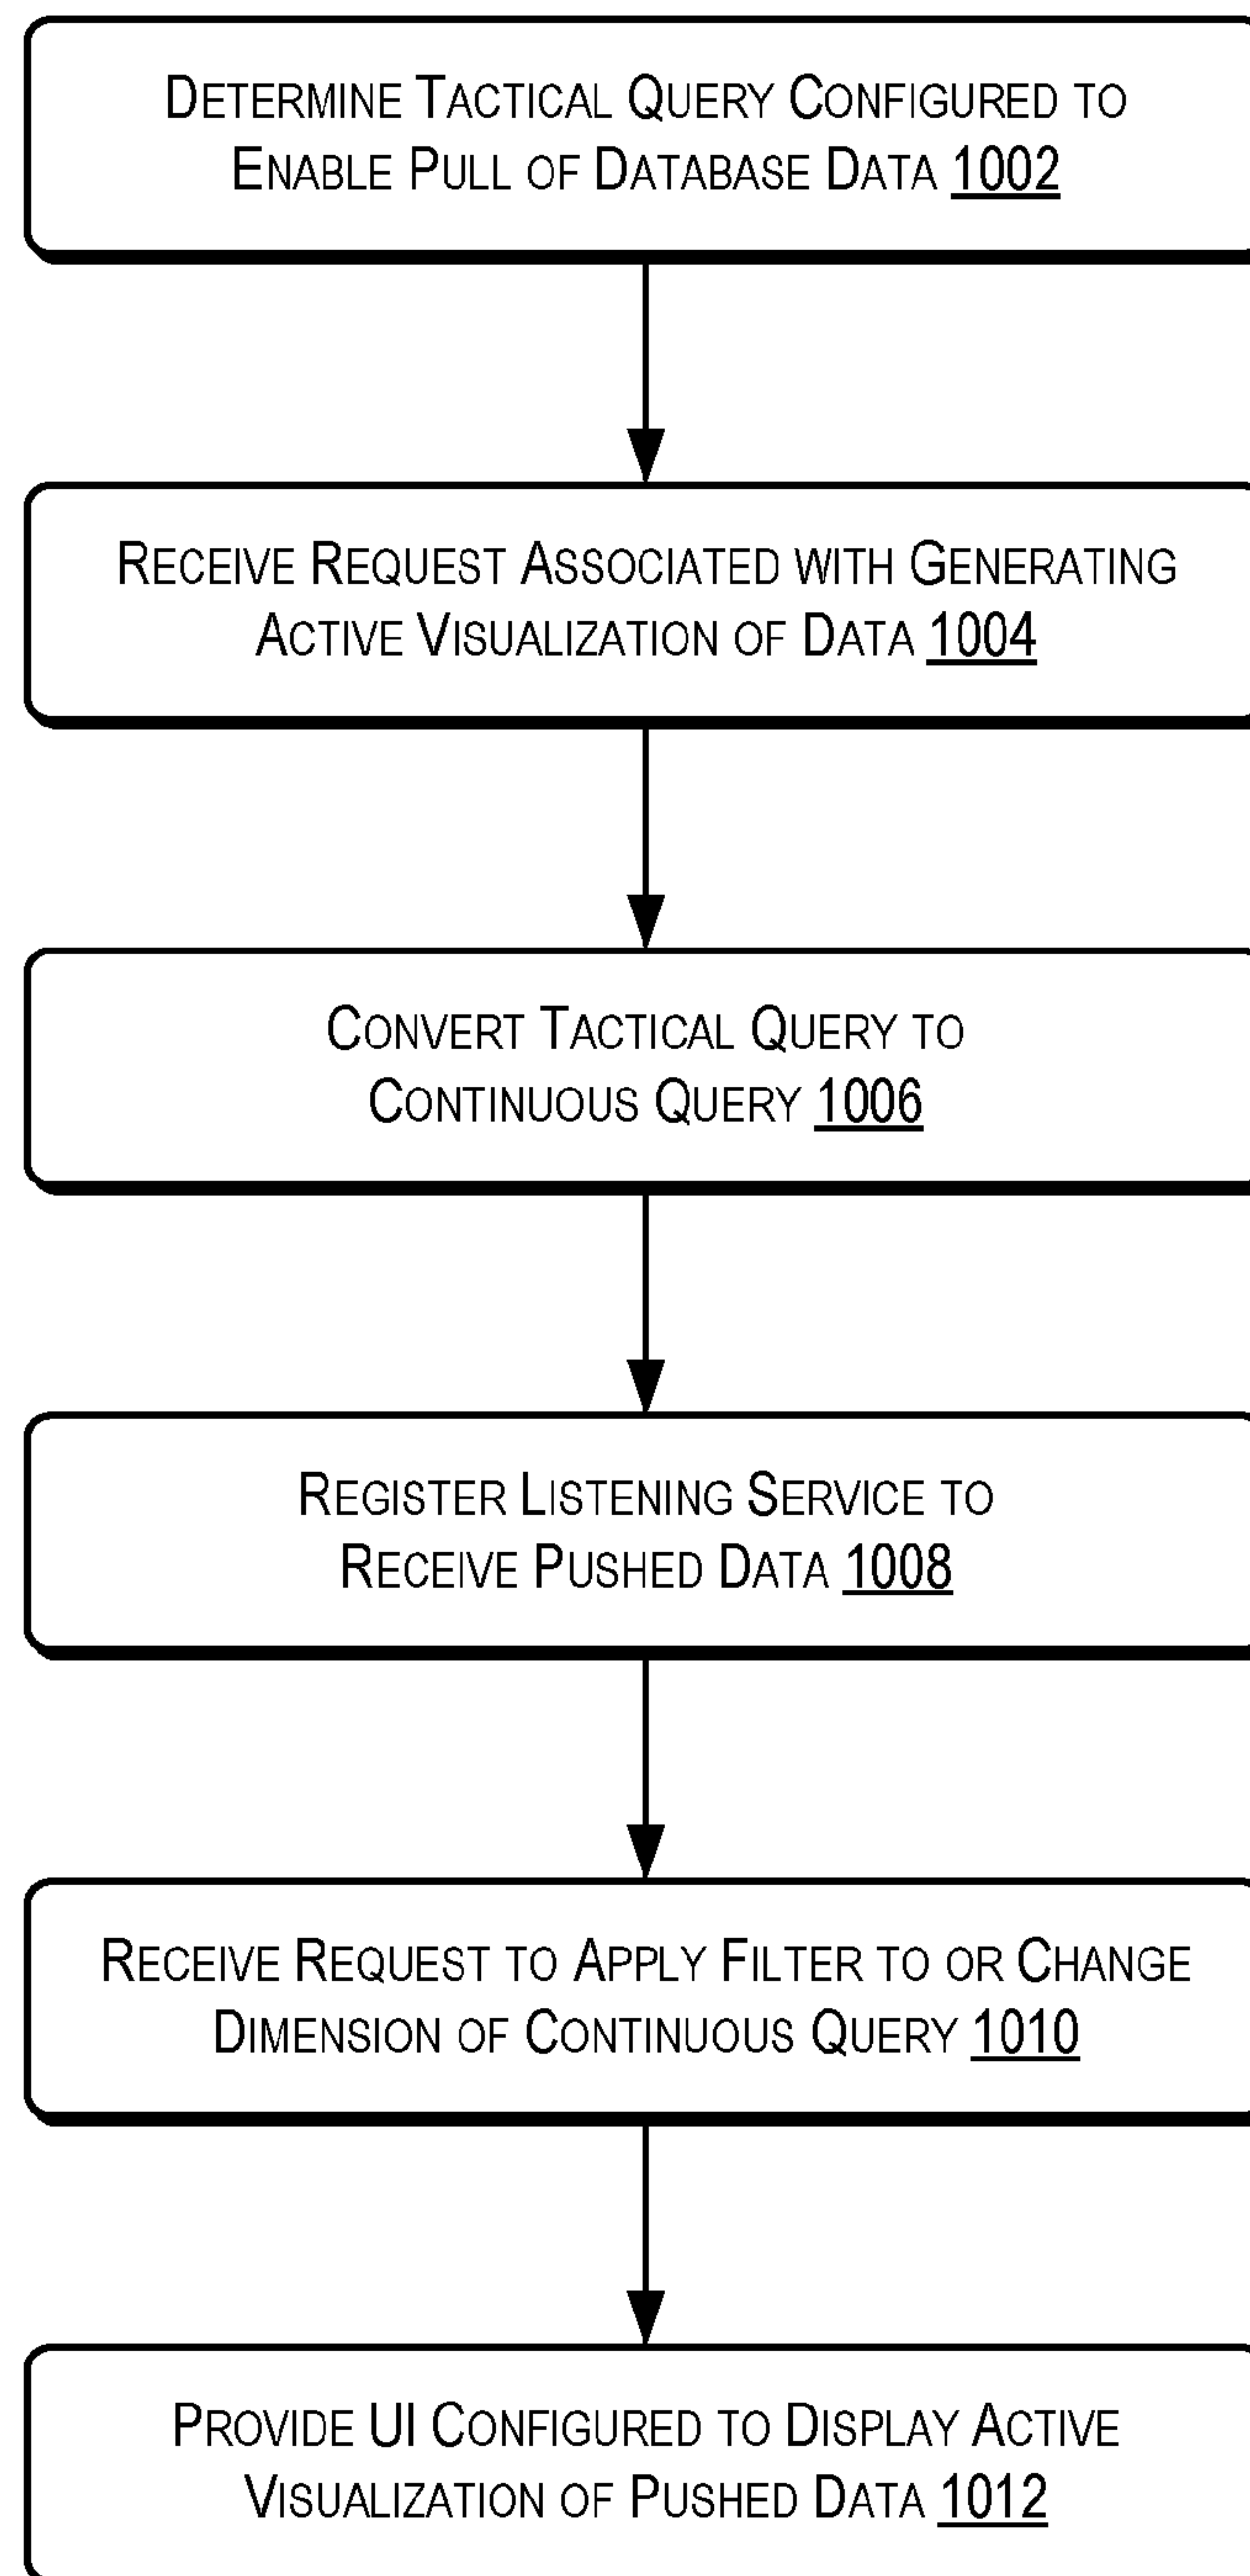 DETERMINE TACTICAL QUERY CONFIGURED TO
ENABLE PULL OF DATABASE DATA 1002
RECEIVE REQUEST ASSOCIATED WITH GENERATING
ACTIVE VISUALIZATION OF DATA 1004
CONVERT TACTICAL QUERY TO
CONTINUOUS QUERY 1006
REGISTER LISTENING SERVICE TO
RECEIVE PUSHED DATA 1008
RECEIVE REQUEST TO APPLY FILTER TO OR CHANGE
DIMENSION OF CONTINUOUS QUERY 1010
PROVIDE UI CONFIGURED TO DISPLAY ACTIVE
VISUALIZATION OF PUSHED DATA 1012